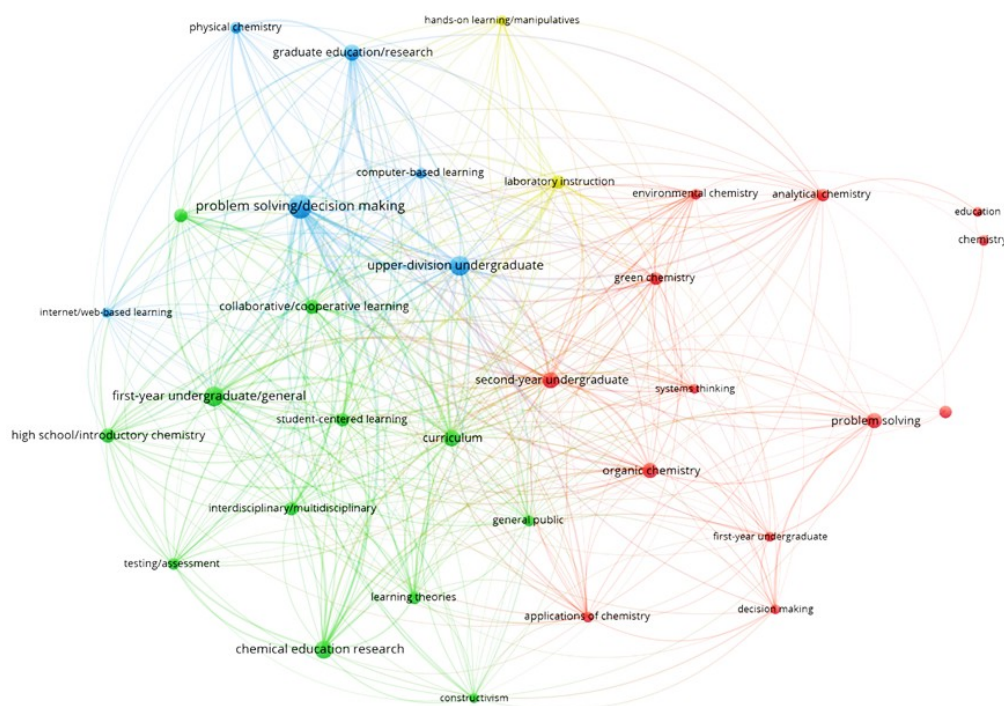 hands-on learning/manipulatives
physical chemistry
graduate education/research
computer-based learning
laboratory instruction
environmental chemistry
analytical chemistry
problem solving/decision making
education
chemistry
upper-division undergraduate
green chemistry
internet/web-based learning
collaborative/cooperative learning
second-year undergraduate
systems thinking
first-year undergraduate/general
student-centered learning
problem solving
high school/introductory chemistry
curriculum
organic chemistry
interdisciplinary/multidisciplinary
general public
first-year undergraduate
testing/assessment
learning theories
applications of chemistry
decision making
chemical education research
constructivism